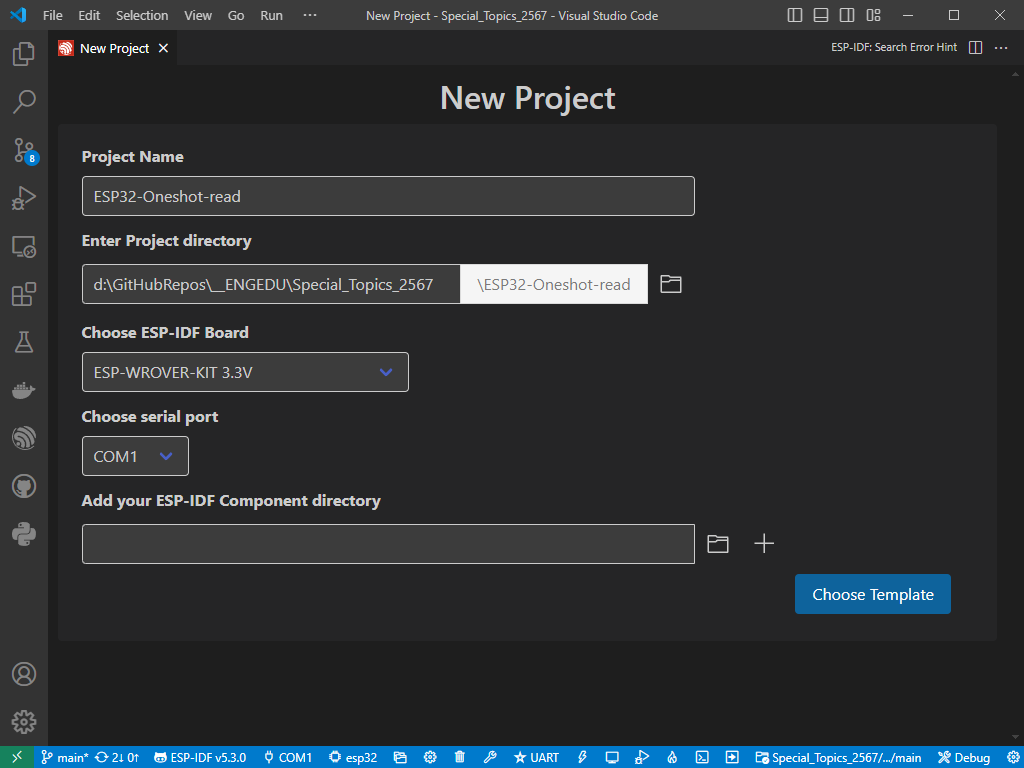 File Edit Selection View Go Run ··· New Project - Special_Topics_2567 - Visual Studio Code
New Project ESP-IDF: Search Error Hint ···
New Project
Project Name
ESP32-Oneshot-read
Enter Project directory
d:\GitHubRepos\__ENGEDU\Special_Topics_2567 \ESP32-Oneshot-read
Choose ESP-IDF Board
ESP-WROVER-KIT 3.3V
Choose serial port
COM1
Add your ESP-IDF Component directory
Choose Template
8
main* 2↓ 0↑ ESP-IDF v5.3.0 COM1 esp32 UART Special_Topics_2567/.../main Debug